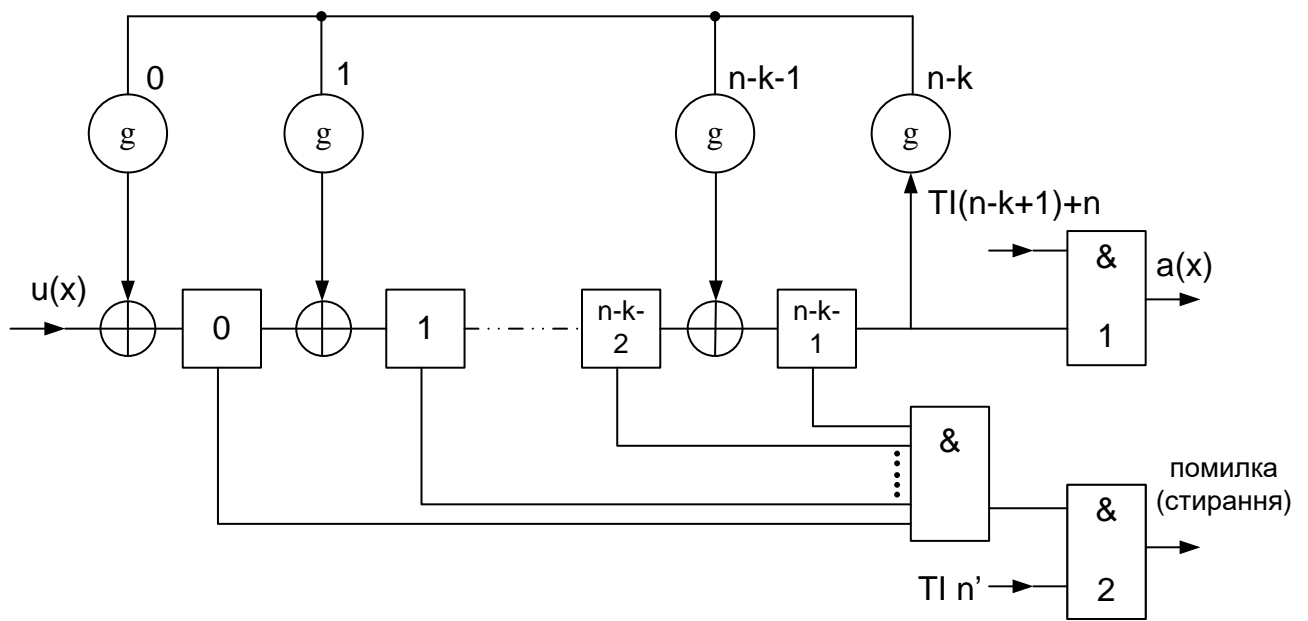 0
1
n-k-1
n-k
g
g
g
g
TI(n-k+1)+n
u(x)
0
1
n-k-
2
n-k-
1
&
1
a(x)
&
помилка
(стирання)
&
2
TI n’